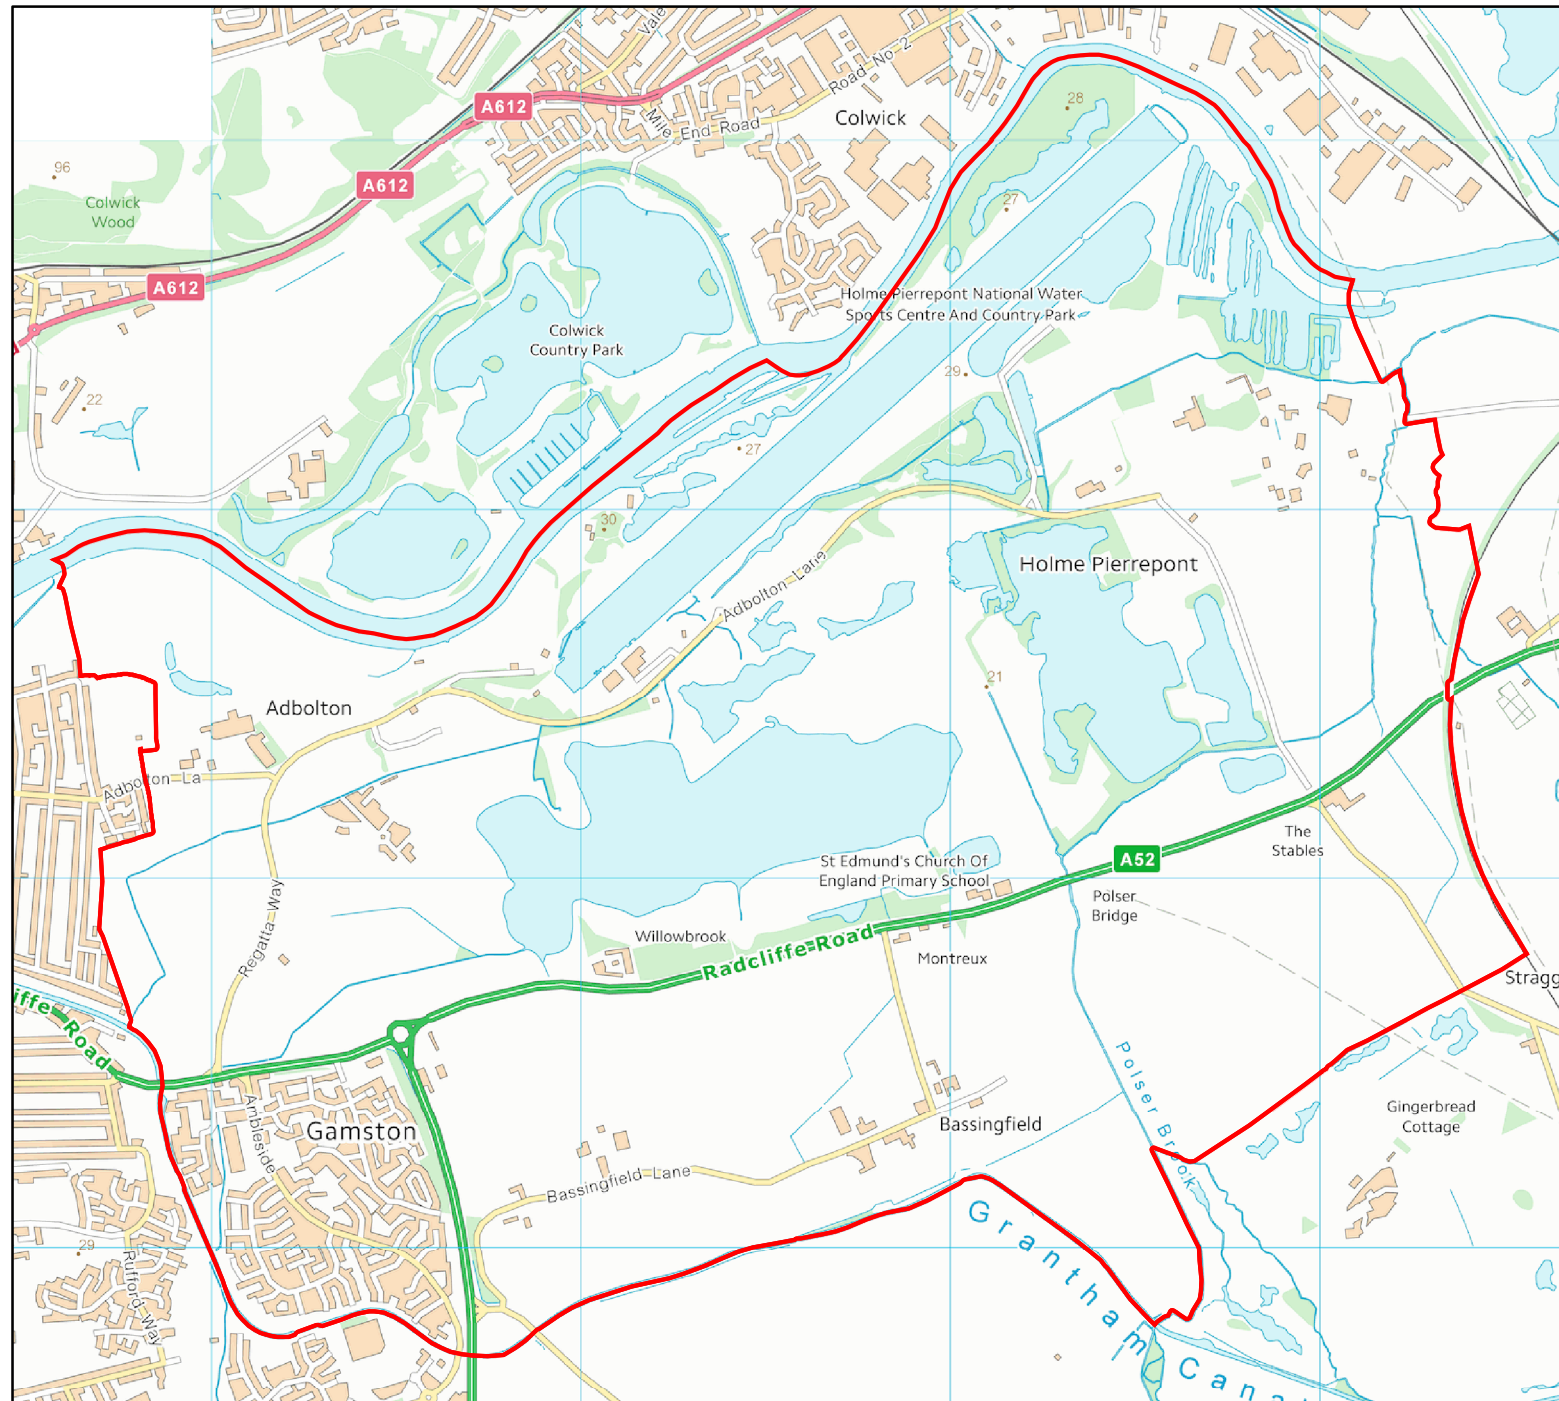 Vale
Road No 2
A612
Mile End Road
Colwick
28
96
A612
Colwick
Wood
27
A612
Holme Pierrepont National Water
Sports Centre And Country Park
Colwick
Country Park
29
22
27
30
Adbolton Lane
Holme Pierrepont
21
Adbolton
Adbolton La
A52
The
Stables
St Edmund's Church Of
England Primary School
Polser
Bridge
Regatta Way
Willowbrook
Radcliffe Road
Montreux
Stragg
iffe Road
Polser Brook
Ambleside
Gamston
Bassingfield
Gingerbread
Cottage
Bassingfield Lane
29
Rufford Way
Grantham Cana